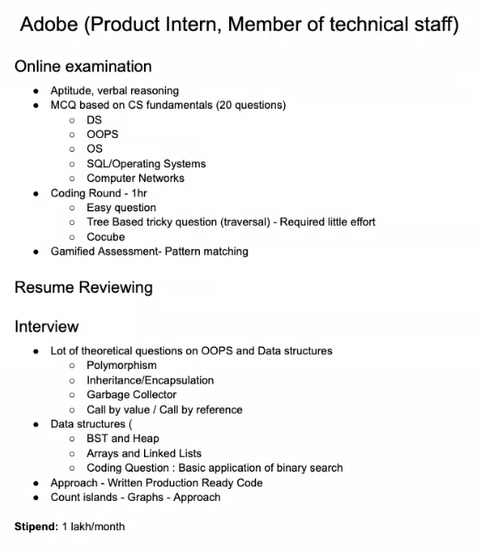 Adobe (Product Intern, Member of technical staff)
Online examination
● Aptitude, verbal reasoning
● MCQ based on CS fundamentals (20 questions)
○ DS
○ OOPS
○ OS
○ SQL/Operating Systems
○ Computer Networks
● Coding Round - 1hr
○ Easy question
○ Tree Based tricky question (traversal) - Required little effort
○ Cocube
● Gamified Assessment- Pattern matching
Resume Reviewing
Interview
● Lot of theoretical questions on OOPS and Data structures
○ Polymorphism
○ Inheritance/Encapsulation
○ Garbage Collector
○ Call by value / Call by reference
● Data structures (
○ BST and Heap
○ Arrays and Linked Lists
○ Coding Question : Basic application of binary search
● Approach - Written Production Ready Code
● Count islands - Graphs - Approach
Stipend: 1 lakh/month